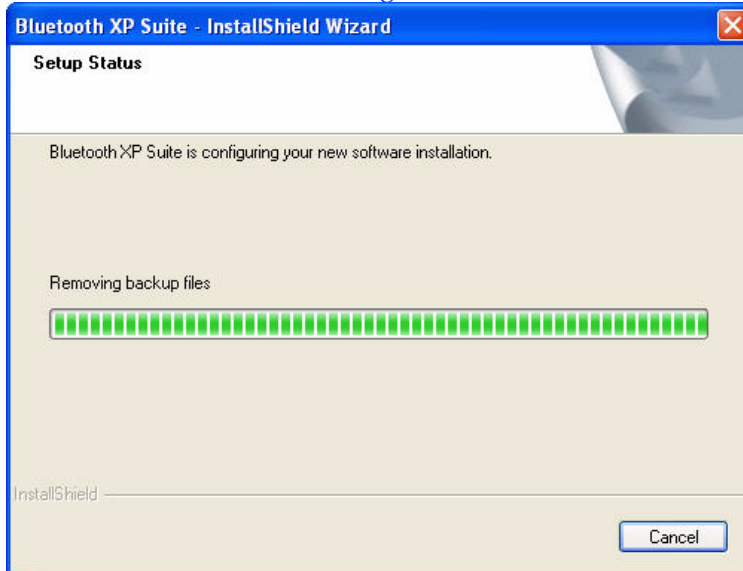 Bluetooth XP Suite - InstallShield Wizard
Setup Status
Bluetooth XP Suite is configuring your new software installation.
Removing backup files
InstallShield
Cancel